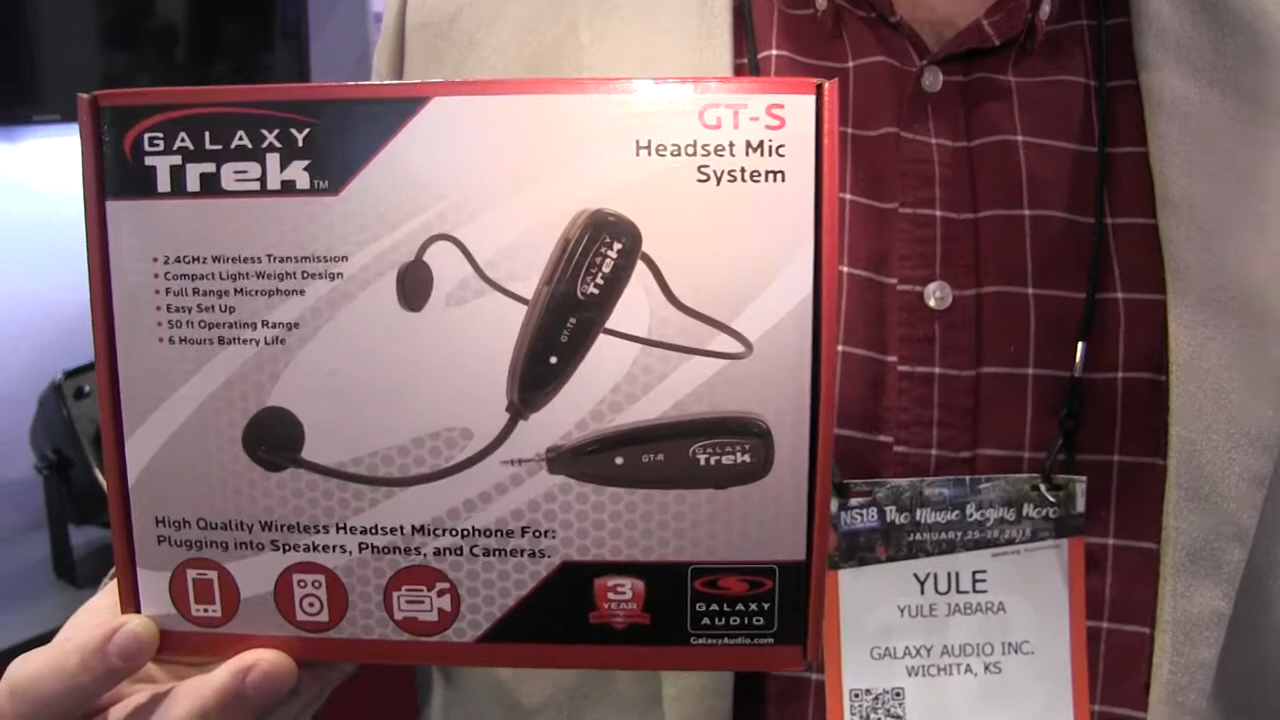 GALAXY
Trek™
GT-S
Headset Mic
System
• 2.4GHz Wireless Transmission
• Compact Light-Weight Design
• Full Range Microphone
• Easy Set Up
• 50 ft Operating Range
• 6 Hours Battery Life
GALAXY
Trek
GT-TS
GT-R
GALAXY
Trek
High Quality Wireless Headset Microphone For:
Plugging into Speakers, Phones, and Cameras.
3
YEAR
GALAXY
AUDIO
GalaxyAudio.com
NS18 The Music Begins Here
JANUARY 25-28, 2018
YULE
YULE JABARA
GALAXY AUDIO INC.
WICHITA, KS